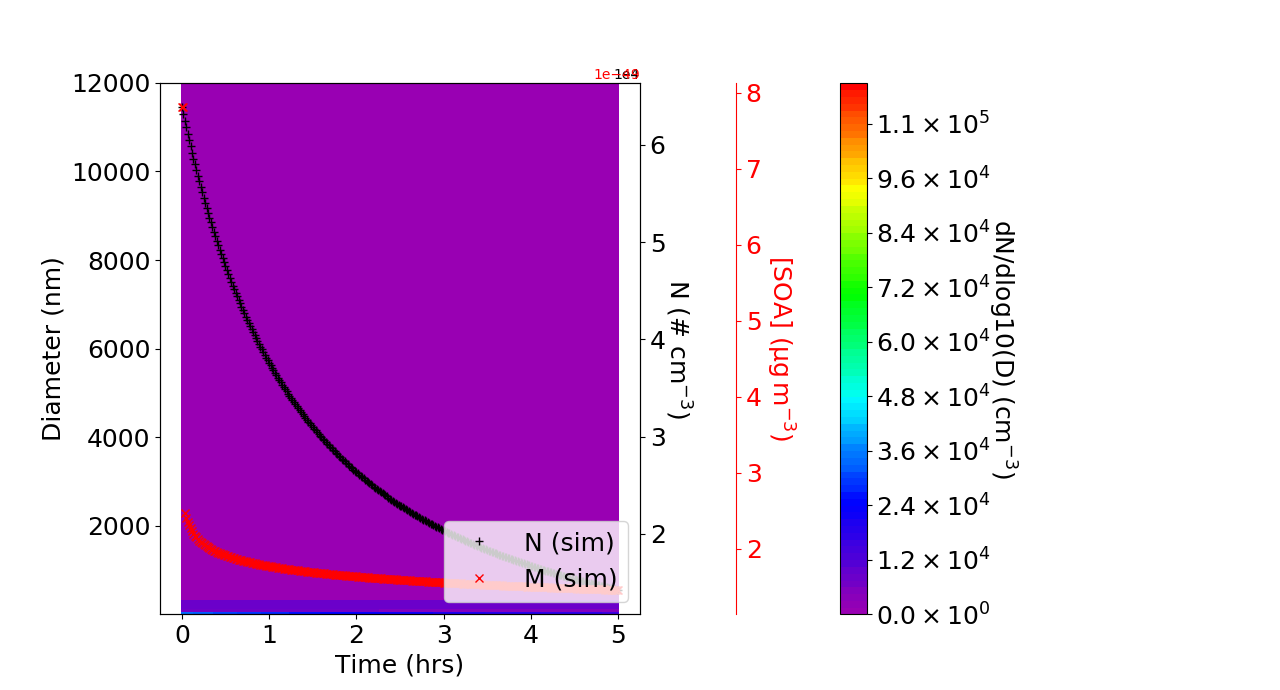 1e4
12000
10000
8000
6000
4000
2000
Diameter (nm)
0
1
2
3
4
5
Time (hrs)
6
5
4
3
2
N (# cm⁻³)
8
7
6
5
4
3
2
[SOA] (µg m⁻³)
N (sim)
M (sim)
1.1 × 10⁵
9.6 × 10⁴
8.4 × 10⁴
7.2 × 10⁴
6.0 × 10⁴
4.8 × 10⁴
3.6 × 10⁴
2.4 × 10⁴
1.2 × 10⁴
0.0 × 10⁰
dN/dlog10(D) (cm⁻³)